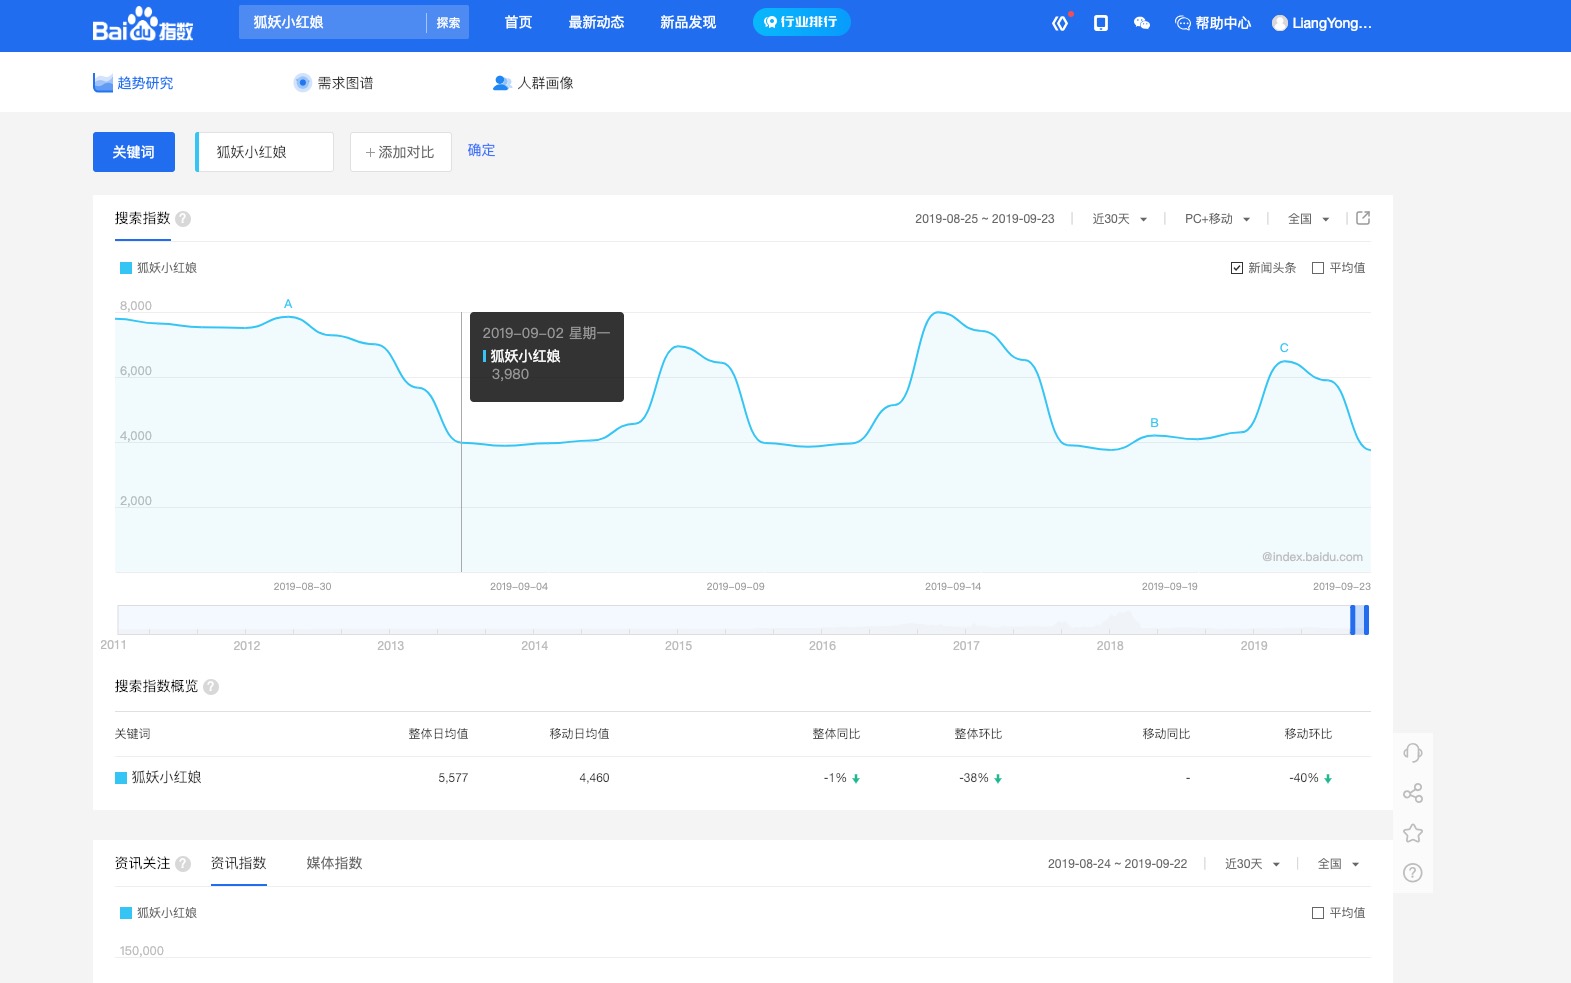 Bai du 指数
狐妖小红娘 探索 首页 最新动态 新品发现 行业排行 帮助中心 LiangYong...
趋势研究 需求图谱 人群画像
关键词 狐妖小红娘 +添加对比 确定
搜索指数 ? 2019-08-25 ~ 2019-09-23 近30天 PC+移动 全国
狐妖小红娘 新闻头条 平均值
8,000
6,000
4,000
2,000
A
B
C
2019-09-02 星期一
狐妖小红娘
3,980
@index.baidu.com
2019-08-30 2019-09-04 2019-09-09 2019-09-14 2019-09-19 2019-09-23
2011 2012 2013 2014 2015 2016 2017 2018 2019
搜索指数概览 ?
关键词 整体日均值 移动日均值 整体同比 整体环比 移动同比 移动环比
狐妖小红娘 5,577 4,460 -1% -38% - -40%
资讯关注 ? 资讯指数 媒体指数 2019-08-24 ~ 2019-09-22 近30天 全国
狐妖小红娘 平均值
150,000